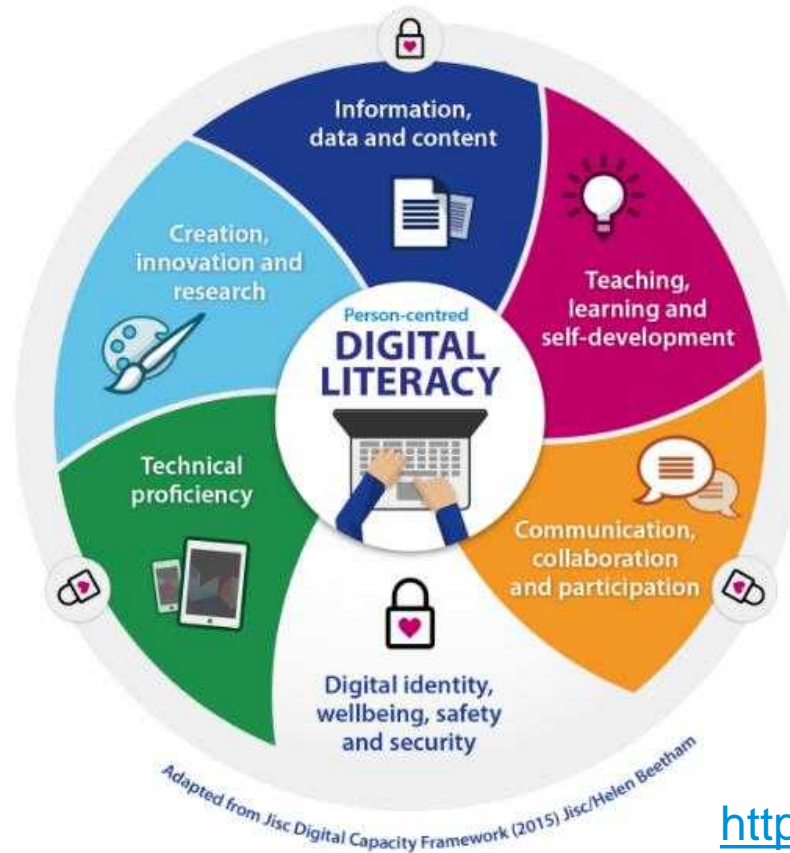 Information,
data and content
Teaching,
learning and
self-development
Communication,
collaboration
and participation
Digital identity,
wellbeing, safety
and security
Technical
proficiency
Creation,
innovation and
research
Person-centred
DIGITAL
LITERACY
Adapted from Jisc Digital Capacity Framework (2015) Jisc/Helen Beetham
http